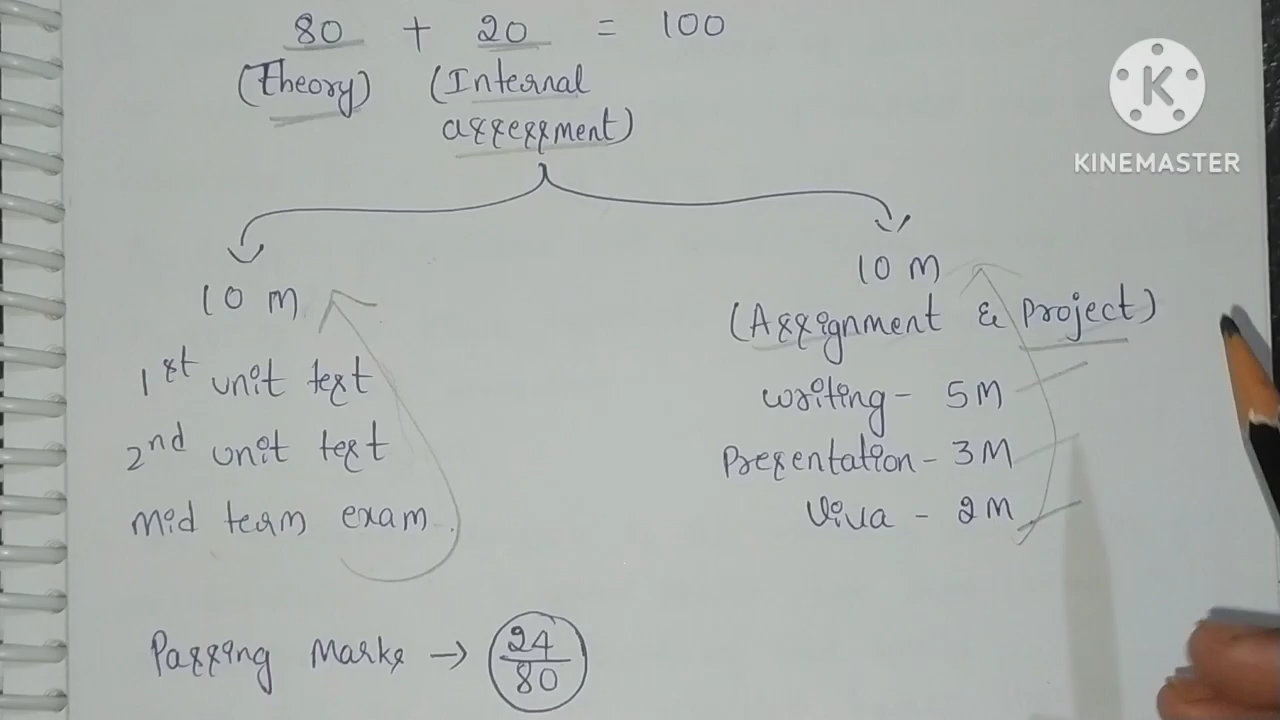 80 + 20 = 100
(Theory) (Internal
assessment)
K
KINEMASTER
10 M
10 M
(Assignment & Project)
1st unit test
writing - 5M
2nd unit test
Presentation - 3M
Mid term exam
Viva - 2M
Passing Marks → 24/80